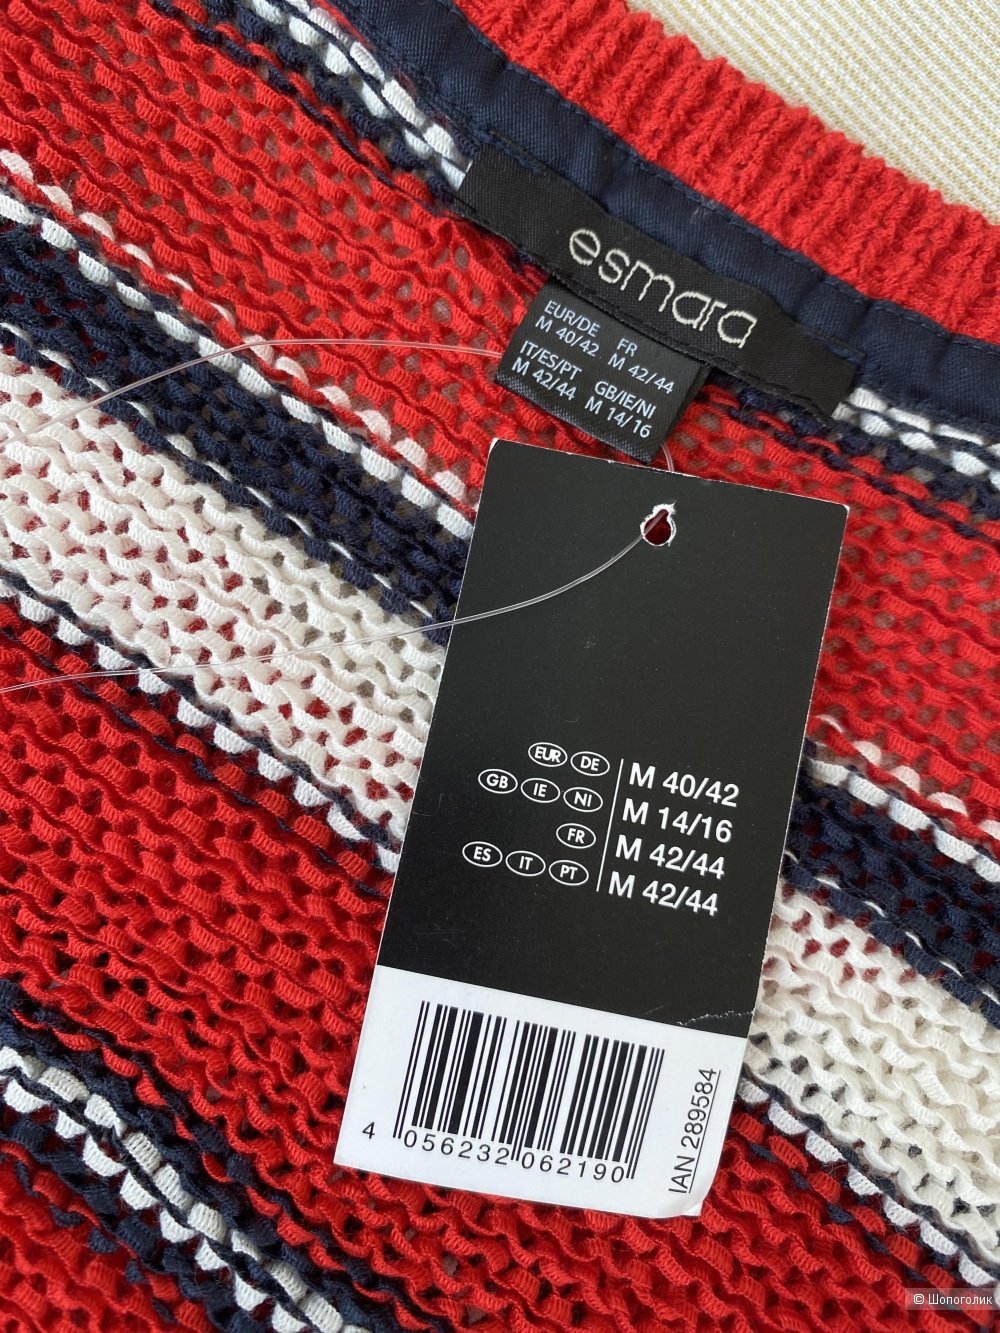 esmara
EUR/DE
M 40/42
FR
M 42/44
IT/ES/PT
M 42/44
GB/IE/NI
M 14/16
EUR DE M 40/42
GB IE NI M 14/16
FR M 42/44
ES IT PT M 42/44
4 056232 062190
IAN 289584
© Шопоголик